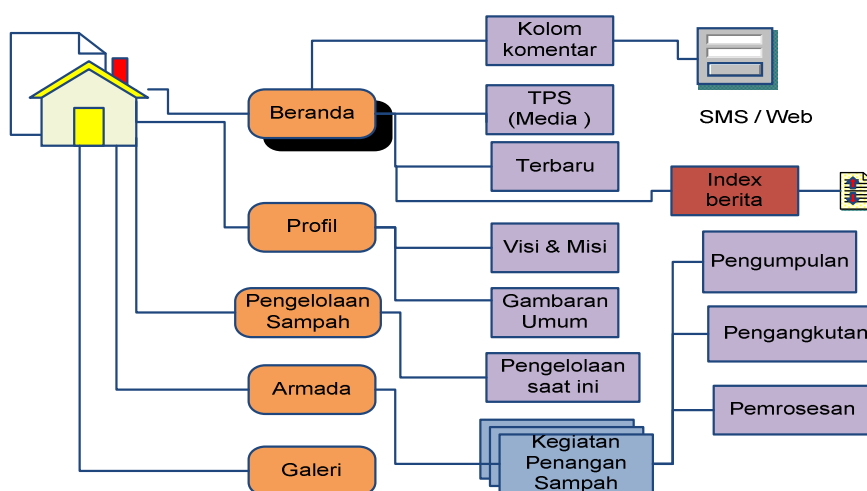 Kolom
komentar
SMS / Web
Beranda
TPS
(Media )
Terbaru
Index
berita
Profil
Visi & Misi
Pengumpulan
Gambaran
Umum
Pengelolaan
Sampah
Pengangkutan
Pengelolaan
saat ini
Armada
Pemrosesan
Kegiatan
Penangan
Sampah
Galeri